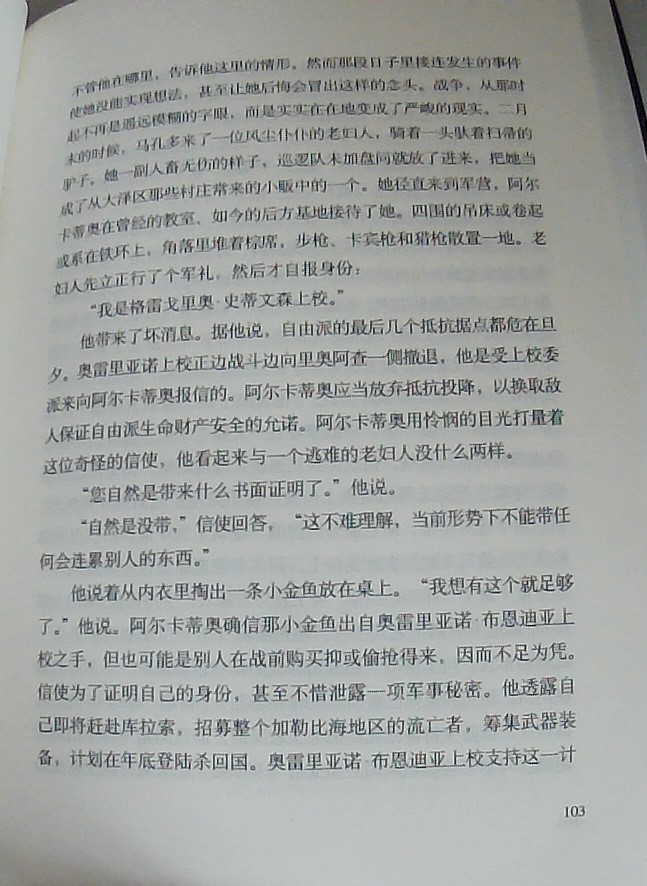 不管他在哪里，告诉他这里的情形。然而那段日子里接连发生的事件
使她没能实现想法，甚至让她后悔会冒出这样的念头。战争，从那时
起不再是遥远模糊的字眼，而是实实在在地变成了严峻的现实。二月
末的时候，马孔多来了一位风尘仆仆的老妇人，骑着一头驮着扫帚的
驴子。她一副人畜无伤的样子，巡逻队未加盘问就放了进来，把她当
成了从大泽区那些村庄常来的小贩中的一个。她径直来到军营，阿尔
卡蒂奥在曾经的教室、如今的后方基地接待了她。四围的吊床或卷起
或系在铁环上，角落里堆着棕席，步枪、卡宾枪和猎枪散置一地。老
妇人先立正行了个军礼，然后才自报身份：
“我是格雷戈里奥·史蒂文森上校。”
他带来了坏消息。据他说，自由派的最后几个抵抗据点都危在旦
夕。奥雷里亚诺上校正边战斗边向里奥阿查一侧撤退，他是受上校委
派来向阿尔卡蒂奥报信的。阿尔卡蒂奥应当放弃抵抗投降，以换取敌
人保证自由派生命财产安全的允诺。阿尔卡蒂奥用怜悯的目光打量着
这位奇怪的信使，他看起来与一个逃难的老妇人没什么两样。
“您自然是带来什么书面证明了。”他说。
“自然是没带，”信使回答，“这不难理解，当前形势下不能带任
何会连累别人的东西。”
他说着从内衣里掏出一条小金鱼放在桌上。“我想有这个就足够
了。”他说。阿尔卡蒂奥确信那小金鱼出自奥雷里亚诺·布恩迪亚上
校之手，但也可能是别人在战前购买抑或偷抢得来，因而不足为凭。
信使为了证明自己的身份，甚至不惜泄露一项军事秘密。他透露自
己即将赶赴库拉索，招募整个加勒比海地区的流亡者，筹集武器装
备，计划在年底登陆杀回国。奥雷里亚诺·布恩迪亚上校支持这一计
103